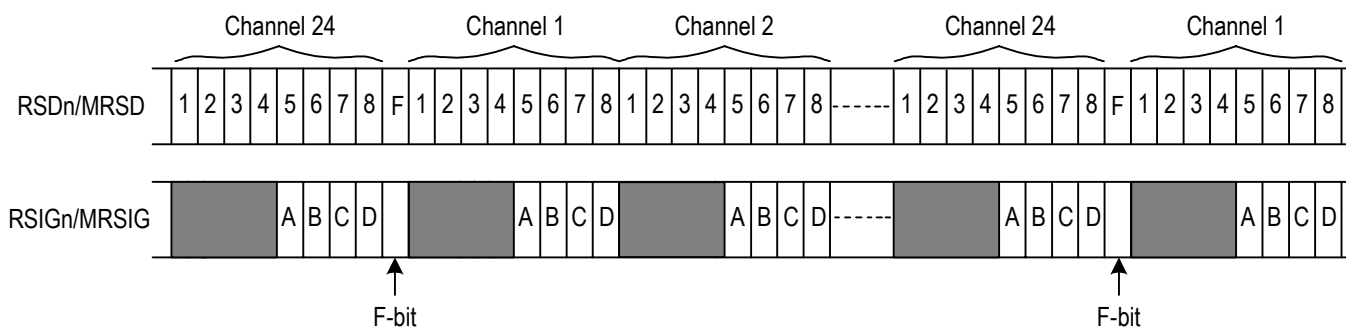 Channel 24 Channel 1 Channel 2 Channel 24 Channel 1
RSDn/MRSD 1 2 3 4 5 6 7 8 F 1 2 3 4 5 6 7 8 1 2 3 4 5 6 7 8 1 2 3 4 5 6 7 8 F 1 2 3 4 5 6 7 8
RSIGn/MRSIG A B C D A B C D A B C D A B C D A B C D
F-bit F-bit